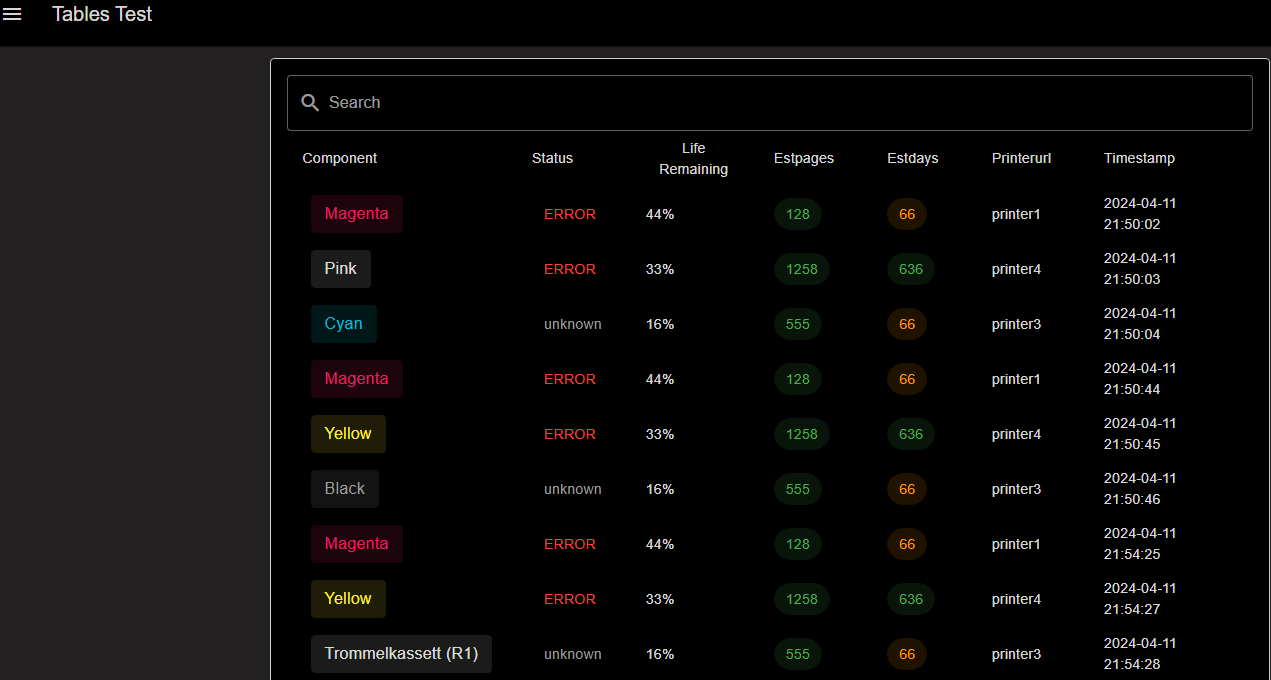 Tables Test
Search
Component Status Life Remaining Estpages Estdays Printerurl Timestamp
Magenta ERROR 44% 128 66 printer1 2024-04-11 21:50:02
Pink ERROR 33% 1258 636 printer4 2024-04-11 21:50:03
Cyan unknown 16% 555 66 printer3 2024-04-11 21:50:04
Magenta ERROR 44% 128 66 printer1 2024-04-11 21:50:44
Yellow ERROR 33% 1258 636 printer4 2024-04-11 21:50:45
Black unknown 16% 555 66 printer3 2024-04-11 21:50:46
Magenta ERROR 44% 128 66 printer1 2024-04-11 21:54:25
Yellow ERROR 33% 1258 636 printer4 2024-04-11 21:54:27
Trommelkassett (R1) unknown 16% 555 66 printer3 2024-04-11 21:54:28